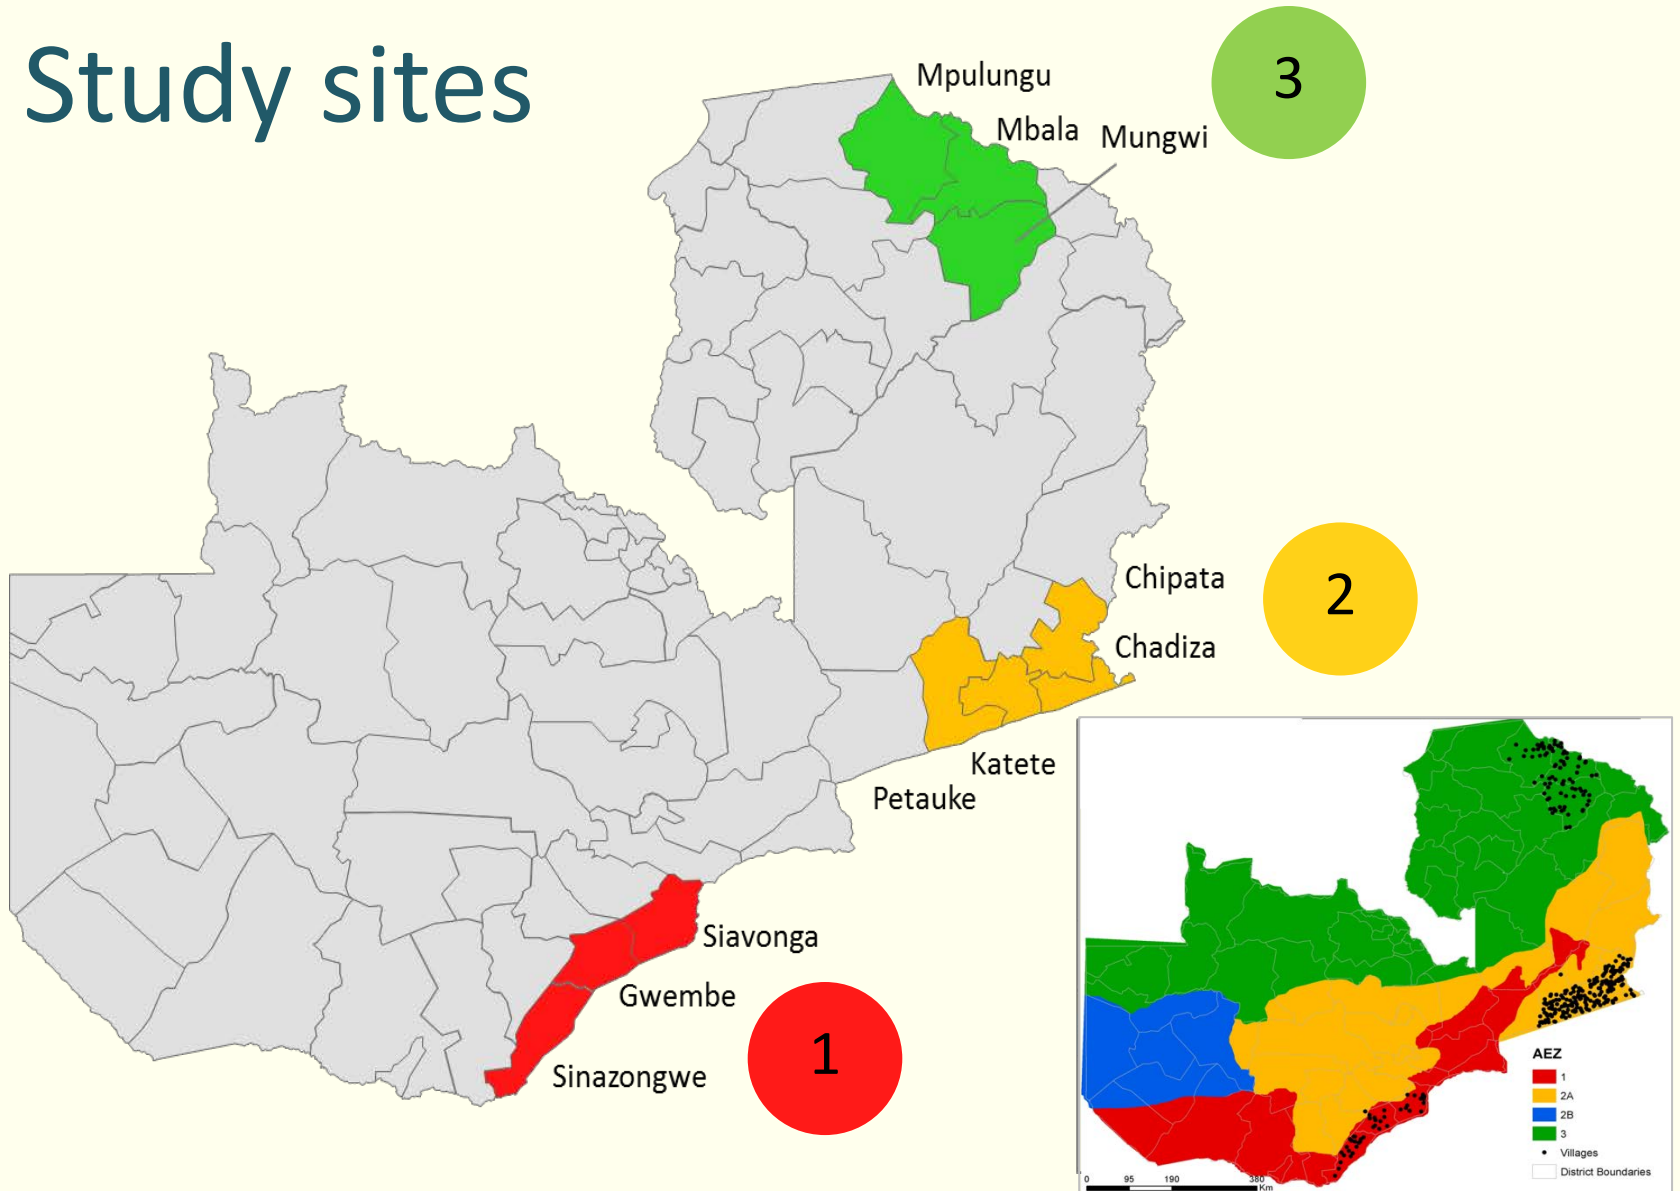 Study sites
3
Mpulungu
Mbala
Mungwi
Chipata
2
Chadiza
Katete
Petauke
Siavonga
Gwembe
1
Sinazongwe
AEZ
1
2A
2B
3
Villages
District Boundaries
0 95 190 380
Km